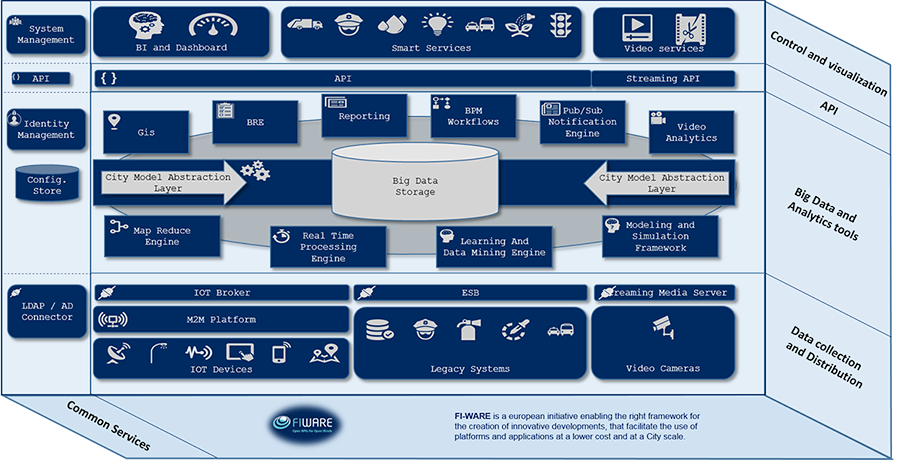 System
Management
BI and Dashboard
Smart Services
Video services
Control and visualization
{} API
{ }
API
Streaming API
API
Identity
Management
Gis
BRE
Reporting
BPM
Workflows
Pub/Sub
Notification
Engine
Video
Analytics
Config.
Store
City Model Abstraction
Layer
Big Data
Storage
City Model Abstraction
Layer
Big Data and
Analytics tools
Map Reduce
Engine
Real Time
Processing
Engine
Learning And
Data Mining Engine
Modeling and
Simulation
Framework
LDAP / AD
Connector
IOT Broker
ESB
Streaming Media Server
M2M Platform
IOT Devices
Legacy Systems
Video Cameras
Data collection
and Distribution
Common Services
FIWARE
Open APIs for Open Minds
FI-WARE is a european initiative enabling the right framework for
the creation of innovative developments, that facilitate the use of
platforms and applications at a lower cost and at a City scale.